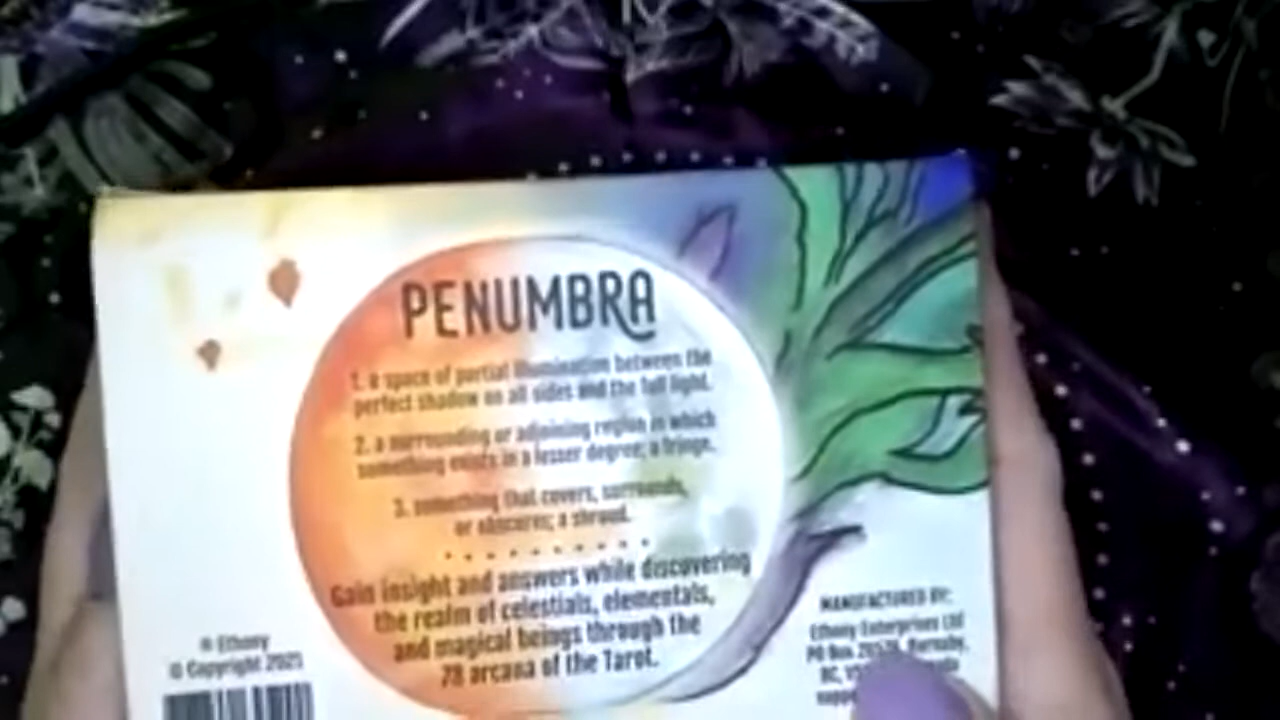 PENUMBRA
1. a space of partial illumination between the
perfect shadow on all sides and the full light.
2. a surrounding or adjoining region in which
something exists in a lesser degree; a fringe.
3. something that covers, surrounds,
or obscures; a shroud.
Gain insight and answers while discovering
the realm of celestials, elementals,
and magical beings through the
78 arcana of the Tarot.
® Ethony
© Copyright 2021
MANUFACTURED BY:
Ethony Enterprises Ltd
PO Box Burnaby,
BC,